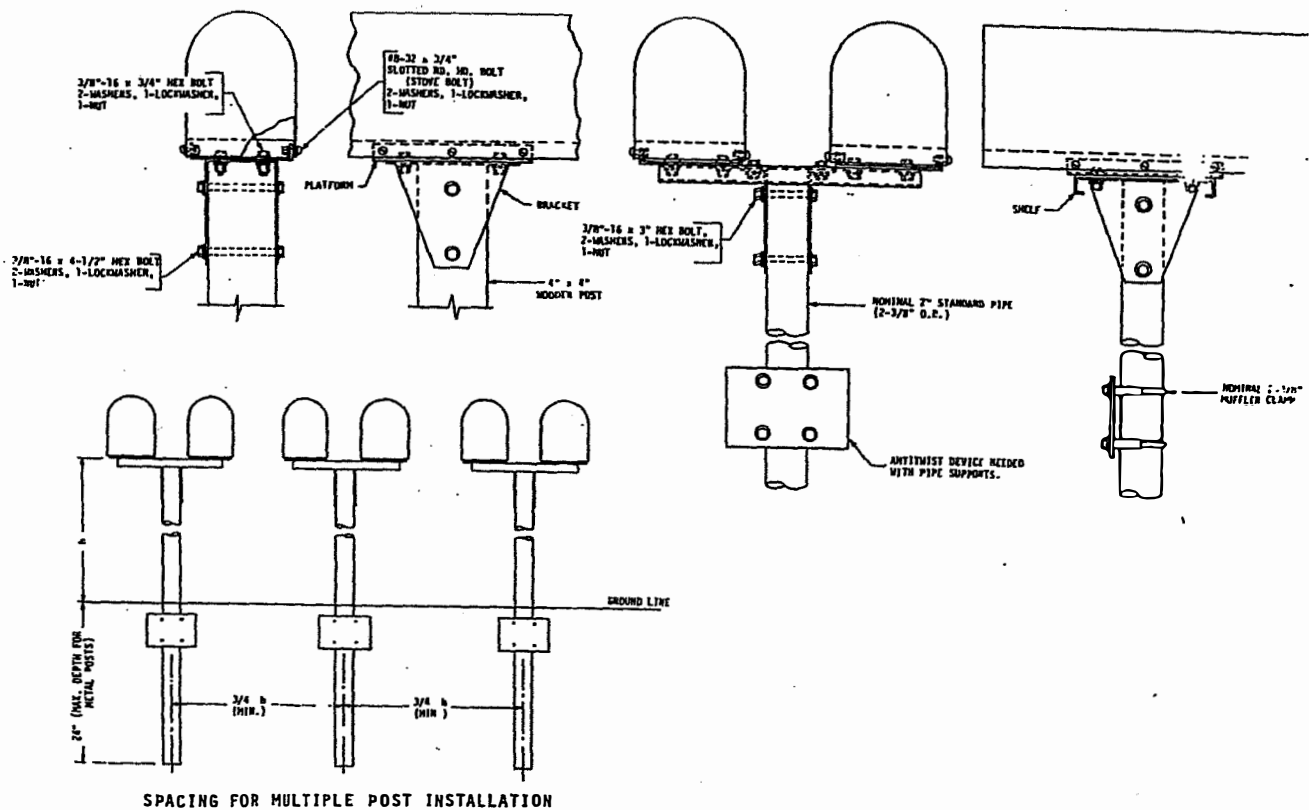 3/8"-16 x 3/4" HEX BOLT
2-WASHERS, 1-LOCKWASHER,
1-NUT
#8-32 x 3/4"
SLOTTED RD. HD. BOLT
(STOVE BOLT)
2-WASHERS, 1-LOCKWASHER,
1-NUT
PLATFORM
BRACKET
3/8"-16 x 4-1/2" HEX BOLT
2-WASHERS, 1-LOCKWASHER,
1-NUT
4" x 4"
WOODEN POST
3/8"-16 x 3" HEX BOLT,
2-WASHERS, 1-LOCKWASHER,
1-NUT
SHELF
NOMINAL 2" STANDARD PIPE
(2-3/8" O.D.)
NOMINAL
MUFFLER CLAMP
ANTITWIST DEVICE NEEDED
WITH PIPE SUPPORTS.
h
GROUND LINE
24" (MAX. DEPTH FOR
METAL POSTS)
3/4 h
(MIN.)
3/4 h
(MIN )
SPACING FOR MULTIPLE POST INSTALLATION